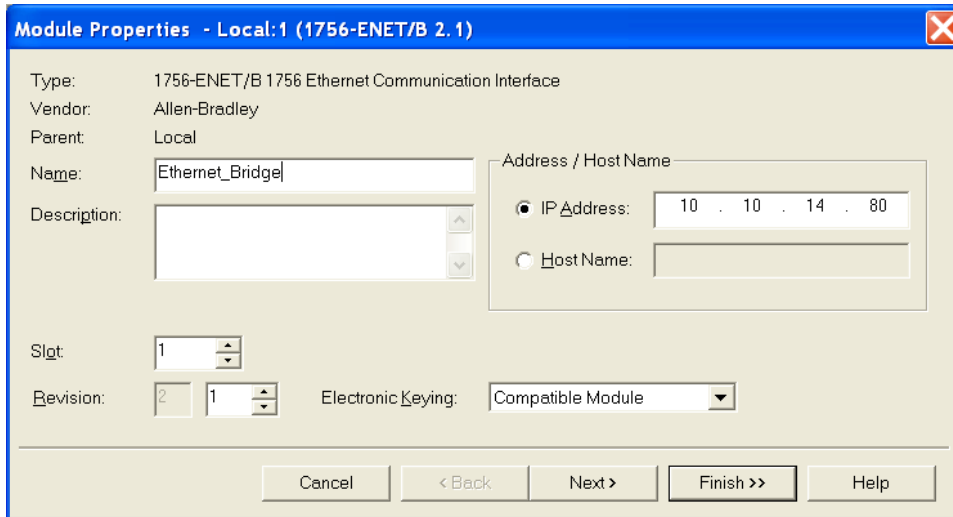 Module Properties - Local:1 (1756-ENET/B 2.1)
Type: 1756-ENET/B 1756 Ethernet Communication Interface
Vendor: Allen-Bradley
Parent: Local
Name: Ethernet_Bridge
Description:
Address / Host Name
IP Address: 10 . 10 . 14 . 80
Host Name:
Slot: 1
Revision: 2 1 Electronic Keying: Compatible Module
Cancel < Back Next > Finish >> Help